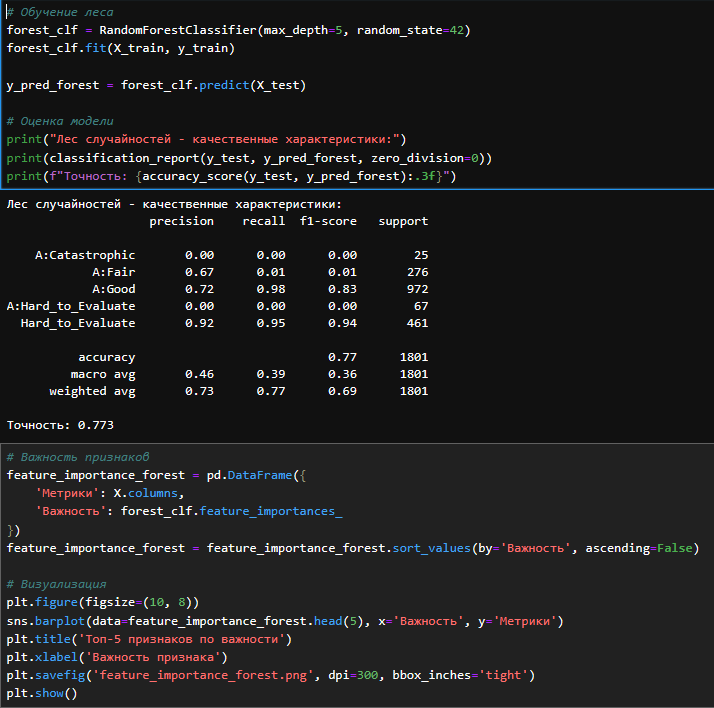 # Обучение леса
forest_clf = RandomForestClassifier(max_depth=5, random_state=42)
forest_clf.fit(X_train, y_train)

y_pred_forest = forest_clf.predict(X_test)

# Оценка модели
print("Лес случайностей - качественные характеристики:")
print(classification_report(y_test, y_pred_forest, zero_division=0))
print(f"Точность: {accuracy_score(y_test, y_pred_forest):.3f}")
Лес случайностей - качественные характеристики:
                   precision    recall  f1-score   support

   A:Catastrophic       0.00      0.00      0.00        25
           A:Fair       0.67      0.01      0.01       276
           A:Good       0.72      0.98      0.83       972
A:Hard_to_Evaluate       0.00      0.00      0.00        67
 Hard_to_Evaluate       0.92      0.95      0.94       461

         accuracy                           0.77      1801
        macro avg       0.46      0.39      0.36      1801
     weighted avg       0.73      0.77      0.69      1801

Точность: 0.773
# Важность признаков
feature_importance_forest = pd.DataFrame({
    'Метрики': X.columns,
    'Важность': forest_clf.feature_importances_
})
feature_importance_forest = feature_importance_forest.sort_values(by='Важность', ascending=False)

# Визуализация
plt.figure(figsize=(10, 8))
sns.barplot(data=feature_importance_forest.head(5), x='Важность', y='Метрики')
plt.title('Топ-5 признаков по важности')
plt.xlabel('Важность признака')
plt.savefig('feature_importance_forest.png', dpi=300, bbox_inches='tight')
plt.show()